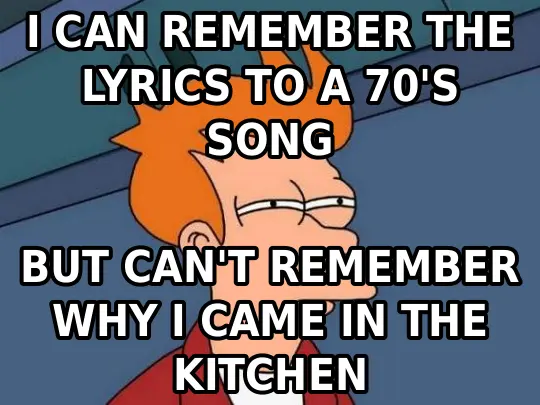 I CAN REMEMBER THE
LYRICS TO A 70'S
SONG
BUT CAN'T REMEMBER
WHY I CAME IN THE
KITCHEN